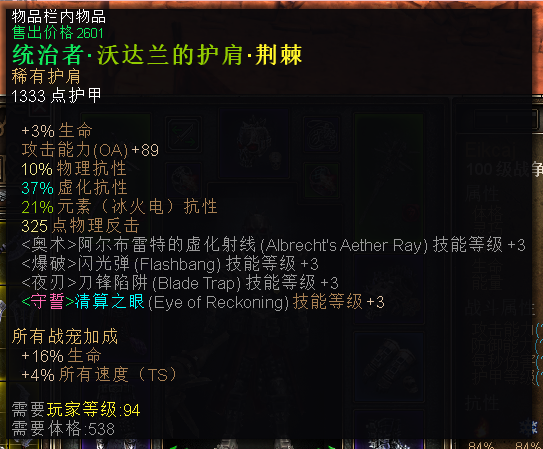 物品栏内物品
售出价格 2601
统治者·沃达兰的护肩·荆棘
稀有护肩
1333 点护甲
+3% 生命
攻击能力(OA) +89
10% 物理抗性
37% 虚化抗性
21% 元素（冰火电）抗性
325 点物理反击
<奥术>阿尔布雷特的虚化射线 (Albrecht's Aether Ray) 技能等级 +3
<爆破>闪光弹 (Flashbang) 技能等级 +3
<夜刃>刀锋陷阱 (Blade Trap) 技能等级 +3
<守誓>清算之眼 (Eye of Reckoning) 技能等级 +3
所有战宠加成
+16% 生命
+4% 所有速度（TS）
需要玩家等级:94
需要体格:538
100 级战争
84% 84%